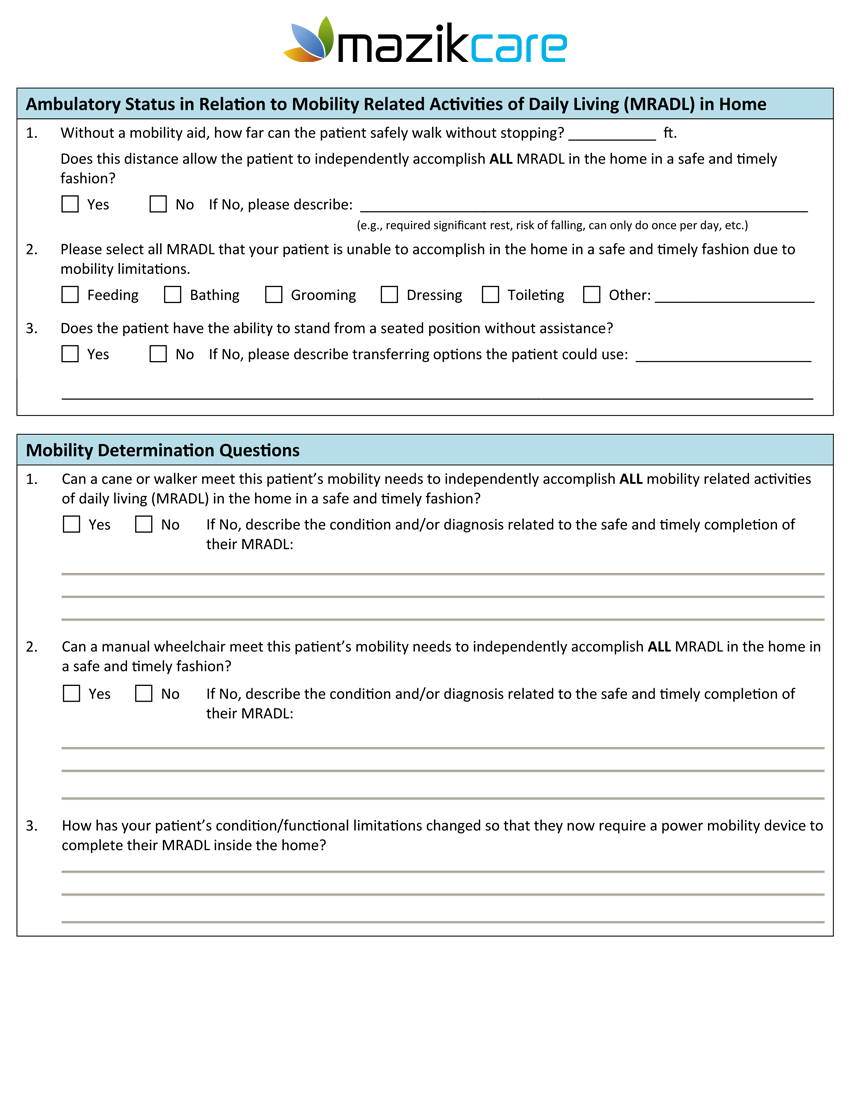 mazikcare
Ambulatory Status in Relation to Mobility Related Activities of Daily Living (MRADL) in Home
1. Without a mobility aid, how far can the patient safely walk without stopping? ___________ ft.
Does this distance allow the patient to independently accomplish ALL MRADL in the home in a safe and timely
fashion?
Yes No If No, please describe:
(e.g., required significant rest, risk of falling, can only do once per day, etc.)
2. Please select all MRADL that your patient is unable to accomplish in the home in a safe and timely fashion due to
mobility limitations.
Feeding Bathing Grooming Dressing Toileting Other: ____________________
3. Does the patient have the ability to stand from a seated position without assistance?
Yes No If No, please describe transferring options the patient could use: ______________________
Mobility Determination Questions
1. Can a cane or walker meet this patient’s mobility needs to independently accomplish ALL mobility related activities
of daily living (MRADL) in the home in a safe and timely fashion?
Yes No If No, describe the condition and/or diagnosis related to the safe and timely completion of
their MRADL:
2. Can a manual wheelchair meet this patient’s mobility needs to independently accomplish ALL MRADL in the home in
a safe and timely fashion?
Yes No If No, describe the condition and/or diagnosis related to the safe and timely completion of
their MRADL:
3. How has your patient’s condition/functional limitations changed so that they now require a power mobility device to
complete their MRADL inside the home?